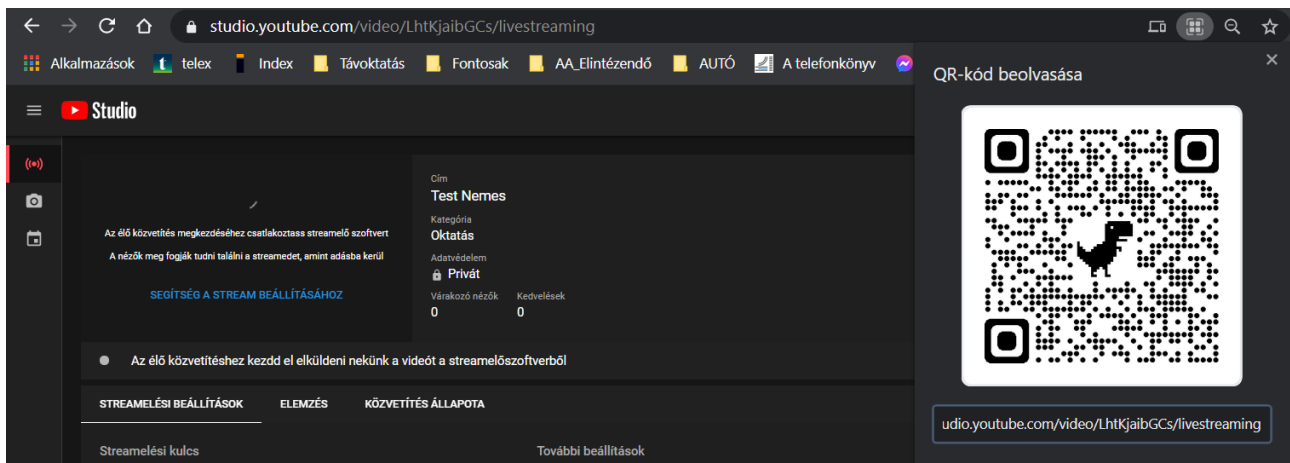 studio.youtube.com/video/LhtKjaibGCs/livestreaming
Alkalmazások telex Index Távoktatás Fontosak AA_Elintézendő AUTÓ A telefonkönyv
QR-kód beolvasása
Studio
Cím
Test Nemes
Kategória
Oktatás
Adatvédelem
Privát
Várakozó nézők Kedvelések
0 0
Az élő közvetítés megkezdéséhez csatlakoztass streamelő szoftvert
A nézők meg fogják tudni találni a streamedet, amint adásba kerül
SEGÍTSÉG A STREAM BEÁLLÍTÁSÁHOZ
Az élő közvetítéshez kezdd el elküldeni nekünk a videót a streamelőszoftverből
STREAMELÉSI BEÁLLÍTÁSOK ELEMZÉS KÖZVETÍTÉS ÁLLAPOTA
Streamelési kulcs További beállítások
udio.youtube.com/video/LhtKjaibGCs/livestreaming